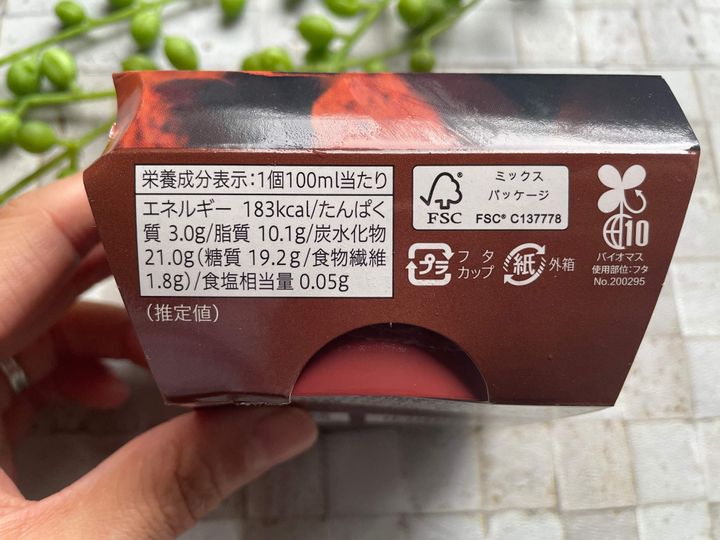 栄養成分表示:1個100ml当たり
エネルギー 183kcal/たんぱく
質 3.0g/脂質 10.1g/炭水化物
21.0g(糖質 19.2g/食物繊維
1.8g)/食塩相当量 0.05g
(推定値)
FSC
ミックス
パッケージ
FSC® C137778
プラ
フタ
カップ
紙
外箱
10
バイオマス
使用部位:フタ
No.200295